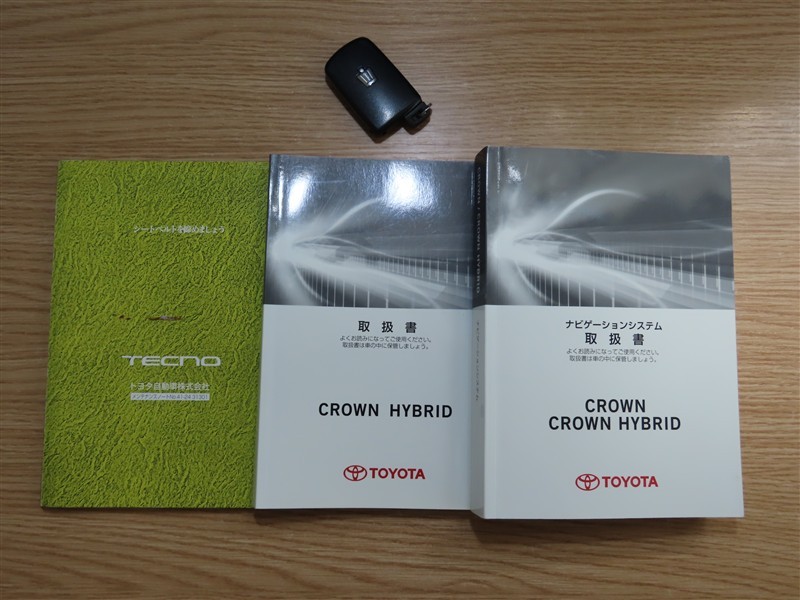 シートベルトを締めましょう
TECNO
トヨタ自動車株式会社
取扱書
よくお読みになってご使用ください。
取扱書は車の中に保管しましょう。
CROWN HYBRID
TOYOTA
CROWN / CROWN HYBRID
ナビゲーションシステム
取扱書
よくお読みになってご使用ください。
取扱書は車の中に保管しましょう。
CROWN
CROWN HYBRID
TOYOTA